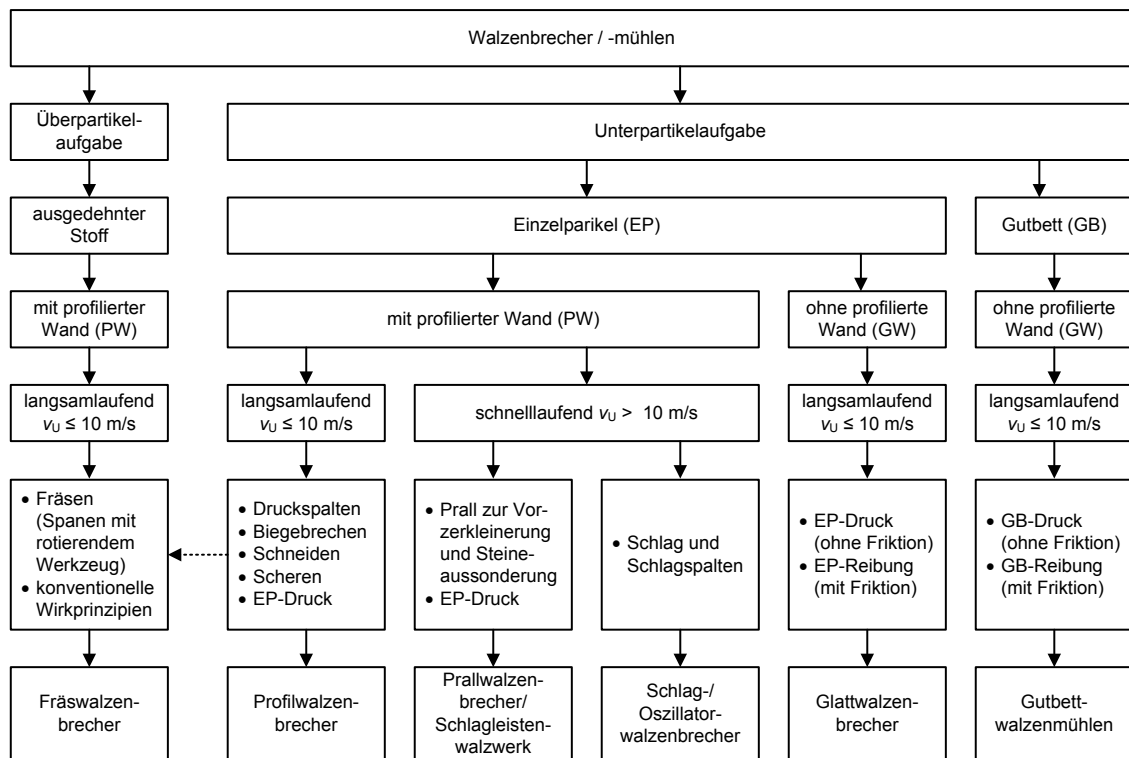 Walzenbrecher / -mühlen
Überpartikel-
aufgabe
Unterpartikelaufgabe
ausgedehnter
Stoff
Einzelparikel (EP)
Gutbett (GB)
mit profilierter
Wand (PW)
mit profilierter Wand (PW)
ohne profilierte
Wand (GW)
ohne profilierte
Wand (GW)
langsamlaufend
vU ≤ 10 m/s
langsamlaufend
vU ≤ 10 m/s
schnelllaufend vU > 10 m/s
langsamlaufend
vU ≤ 10 m/s
langsamlaufend
vU ≤ 10 m/s
• Fräsen
(Spanen mit
rotierendem
Werkzeug)
• konventionelle
Wirkprinzipien
• Druckspalten
• Biegebrechen
• Schneiden
• Scheren
• EP-Druck
• Prall zur Vor-
zerkleinerung
und Steine-
aussonderung
• EP-Druck
• Schlag und
Schlagspalten
• EP-Druck
(ohne Friktion)
• EP-Reibung
(mit Friktion)
• GB-Druck
(ohne Friktion)
• GB-Reibung
(mit Friktion)
Fräswalzen-
brecher
Profilwalzen-
brecher
Prallwalzen-
brecher/
Schlagleisten-
walzwerk
Schlag-/
Oszillator-
walzenbrecher
Glattwalzen-
brecher
Gutbett-
walzenmühlen